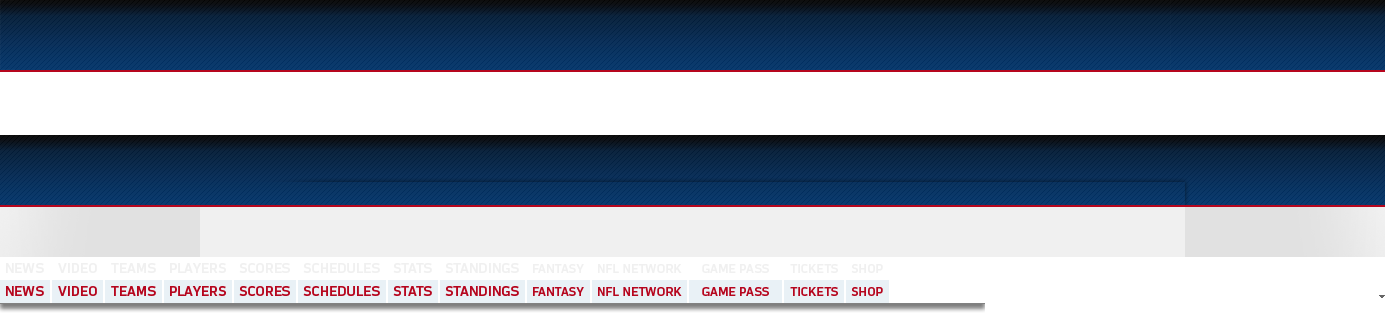 NEWS VIDEO TEAMS PLAYERS SCORES SCHEDULES STATS STANDINGS FANTASY NFL NETWORK GAME PASS TICKETS SHOP
NEWS VIDEO TEAMS PLAYERS SCORES SCHEDULES STATS STANDINGS FANTASY NFL NETWORK GAME PASS TICKETS SHOP